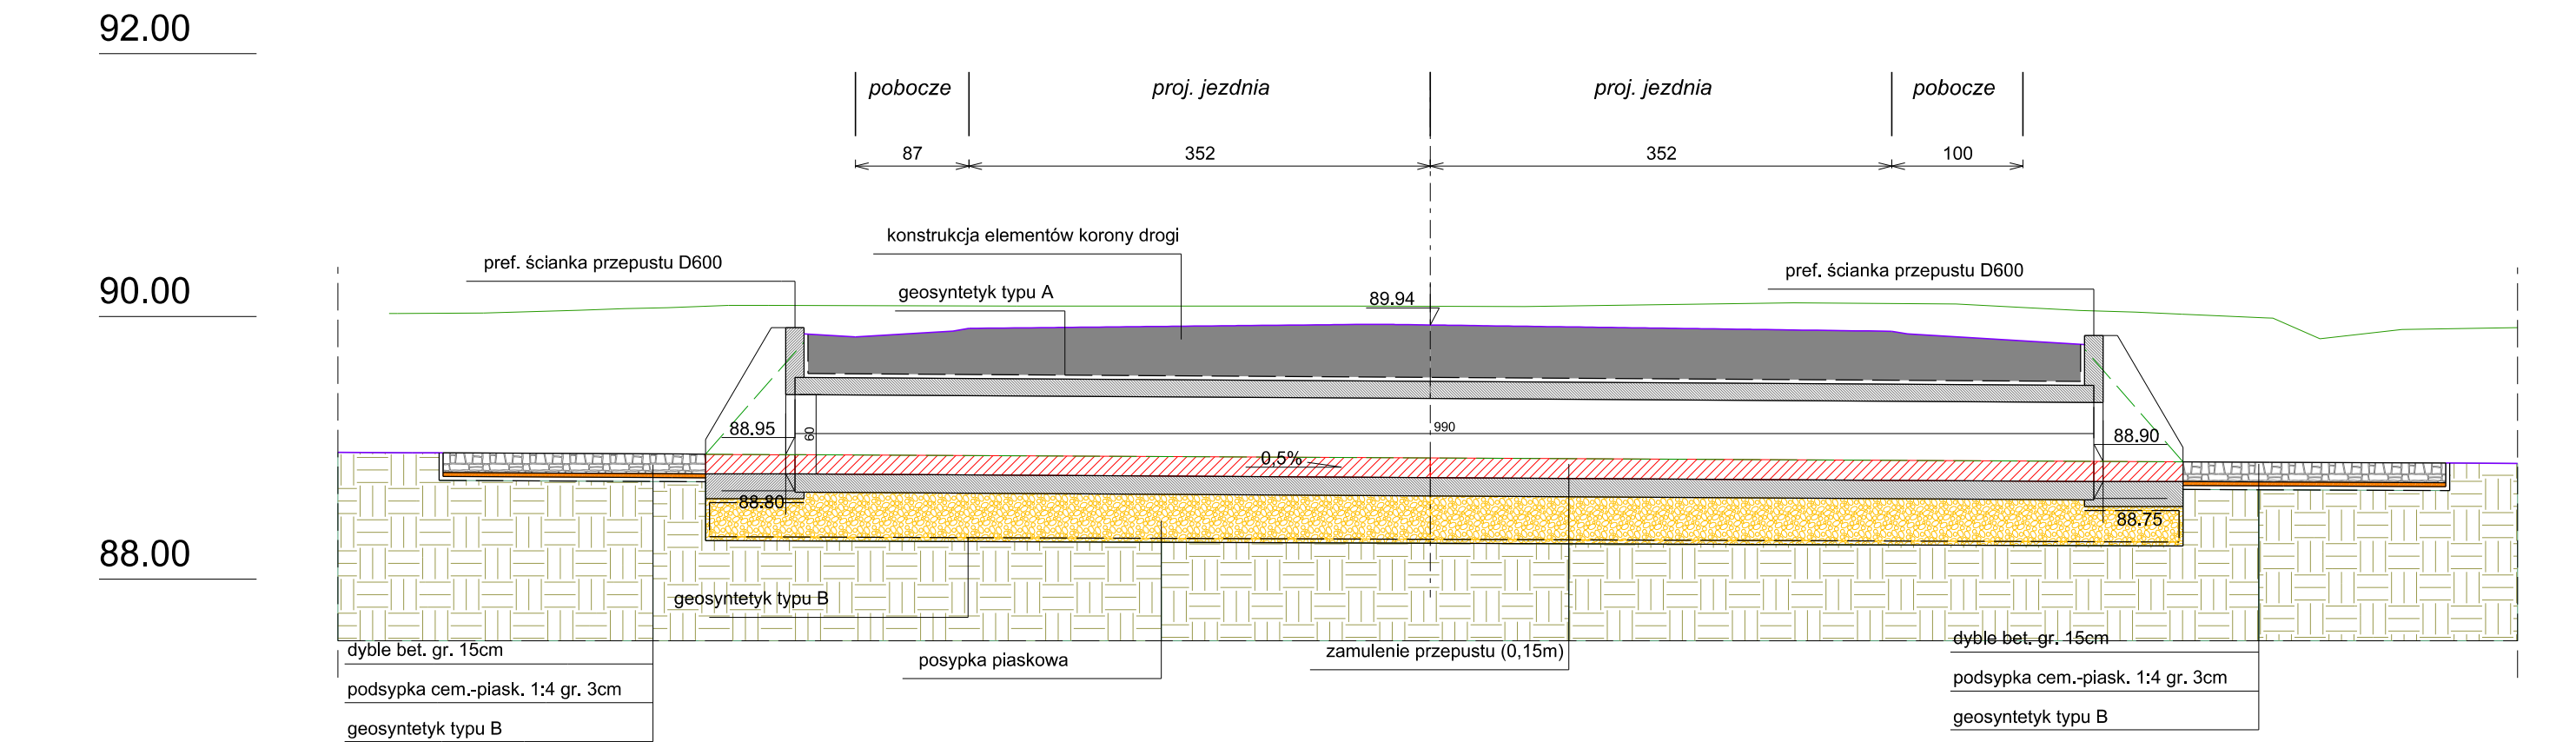 92.00
pobocze
proj. jezdnia
proj. jezdnia
pobocze
87
352
352
100
konstrukcja elementów korony drogi
pref. ścianka przepustu D600
pref. ścianka przepustu D600
90.00
geosyntetyk typu A
89.94
88.95
60
990
88.90
0,5%
88.80
88.75
88.00
geosyntetyk typu B
dyble bet. gr. 15cm
posypka piaskowa
zamulenie przepustu (0,15m)
dyble bet. gr. 15cm
podsypka cem.-piask. 1:4 gr. 3cm
podsypka cem.-piask. 1:4 gr. 3cm
geosyntetyk typu B
geosyntetyk typu B